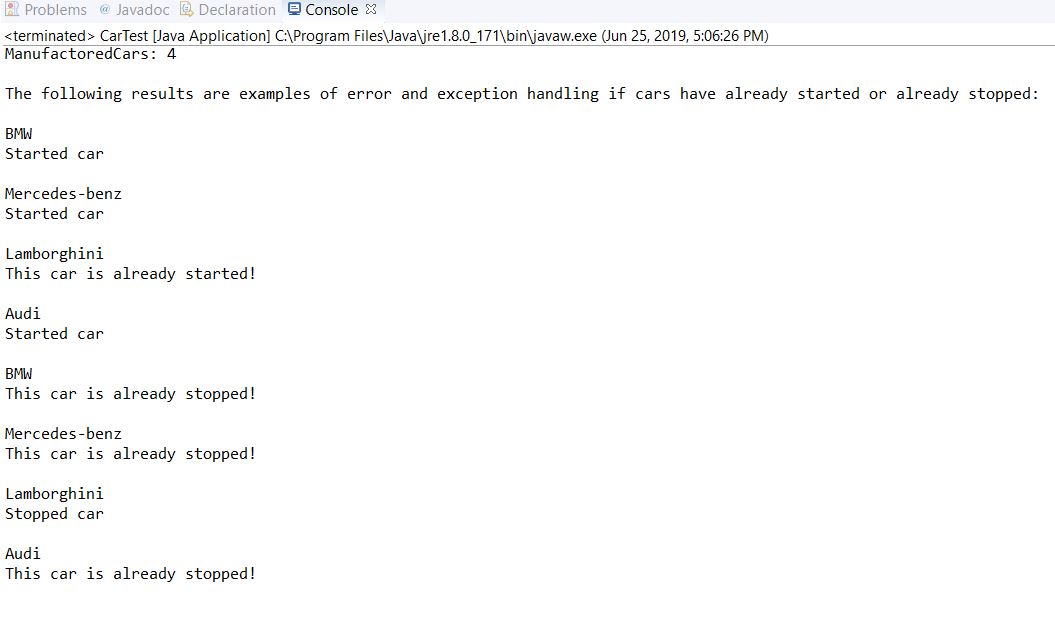 Problems @ Javadoc Declaration Console
<terminated> CarTest [Java Application] C:\Program Files\Java\jre1.8.0_171\bin\javaw.exe (Jun 25, 2019, 5:06:26 PM)
ManufactoredCars: 4
The following results are examples of error and exception handling if cars have already started or already stopped:
BMW
Started car
Mercedes-benz
Started car
Lamborghini
This car is already started!
Audi
Started car
BMW
This car is already stopped!
Mercedes-benz
This car is already stopped!
Lamborghini
Stopped car
Audi
This car is already stopped!